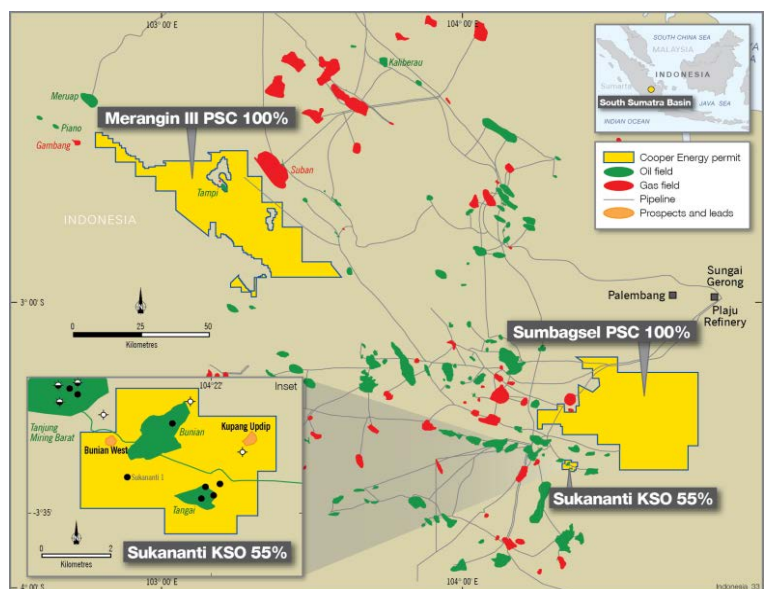 103° 00' E
104° 00' E
SOUTH CHINA SEA
MALAYSIA
INDONESIA
Sumatra
South Sumatra Basin
JAVA SEA
INDIAN OCEAN
Kaliberau
Meruap
Piano
Gambang
Merangin III PSC 100%
Suban
Tampi
INDONESIA
Cooper Energy permit
Oil field
Gas field
Pipeline
Prospects and leads
3° 00' S
0
25
50
Kilometres
Palembang
Sungai
Gerong
Plaju
Refinery
Sumbagsel PSC 100%
104°22'
Inset
Tanjung
Miring Barat
Bunian
Kupang Updip
Bunian West
Sukananti 1
Tangai
-3°35'
0
2
Kilometres
Sukananti KSO 55%
Sukananti KSO 55%
4° 00' S
103° 00' E
104° 00' E
Indonesia_33